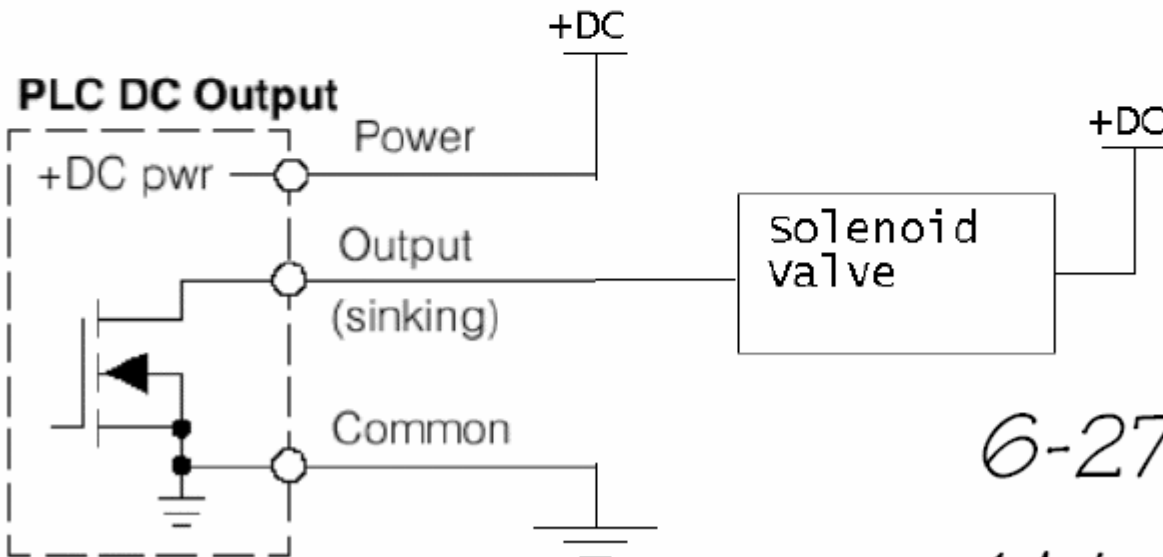 +DC
PLC DC Output
Power
+DC
+DC pwr
Output
(sinking)
Solenoid
Valve
Common
6-27